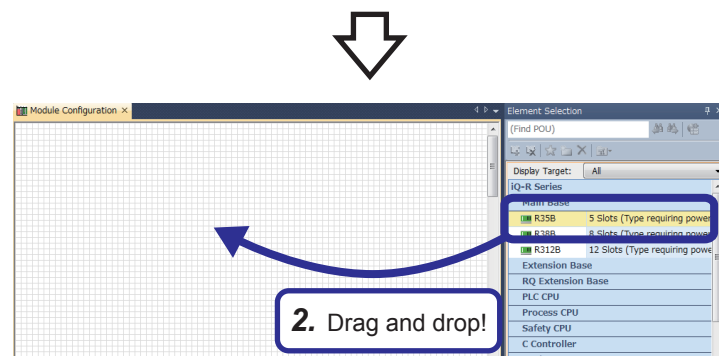 Module Configuration ×
Element Selection
(Find POU)
Display Target: All
iQ-R Series
Main Base
R35B 5 Slots (Type requiring power
R38B 8 Slots (Type requiring power
R312B 12 Slots (Type requiring powe
Extension Base
RQ Extension Base
PLC CPU
Process CPU
Safety CPU
C Controller
2. Drag and drop!